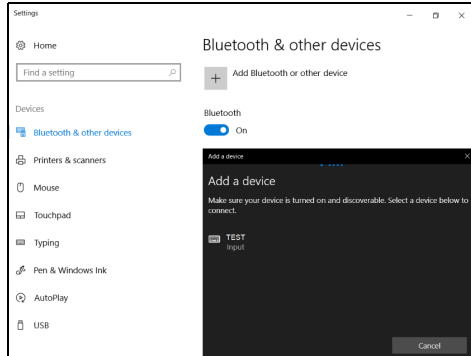 Settings
Home
Find a setting
Devices
Bluetooth & other devices
Printers & scanners
Mouse
Touchpad
Typing
Pen & Windows Ink
AutoPlay
USB
Bluetooth & other devices
Add Bluetooth or other device
Bluetooth
On
Add a device
Add a device
Make sure your device is turned on and discoverable. Select a device below to
connect.
TEST
Input
Cancel